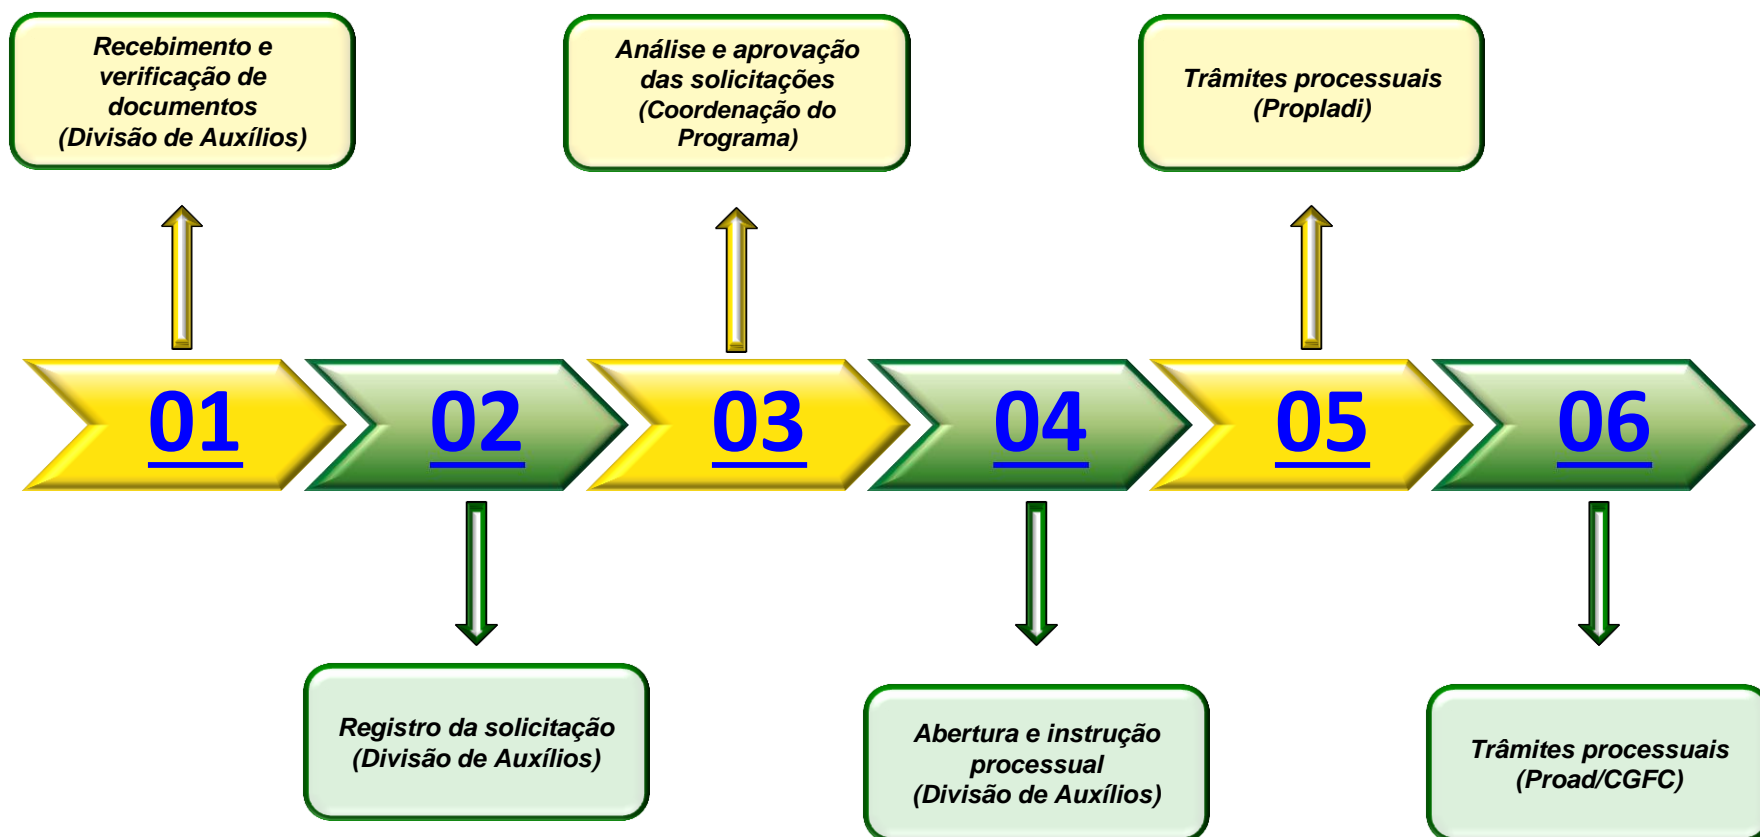 Recebimento e
verificação de
documentos
(Divisão de Auxílios)
Análise e aprovação
das solicitações
(Coordenação do
Programa)
Trâmites processuais
(Propladi)
01
02
03
04
05
06
Registro da solicitação
(Divisão de Auxílios)
Abertura e instrução
processual
(Divisão de Auxílios)
Trâmites processuais
(Proad/CGFC)